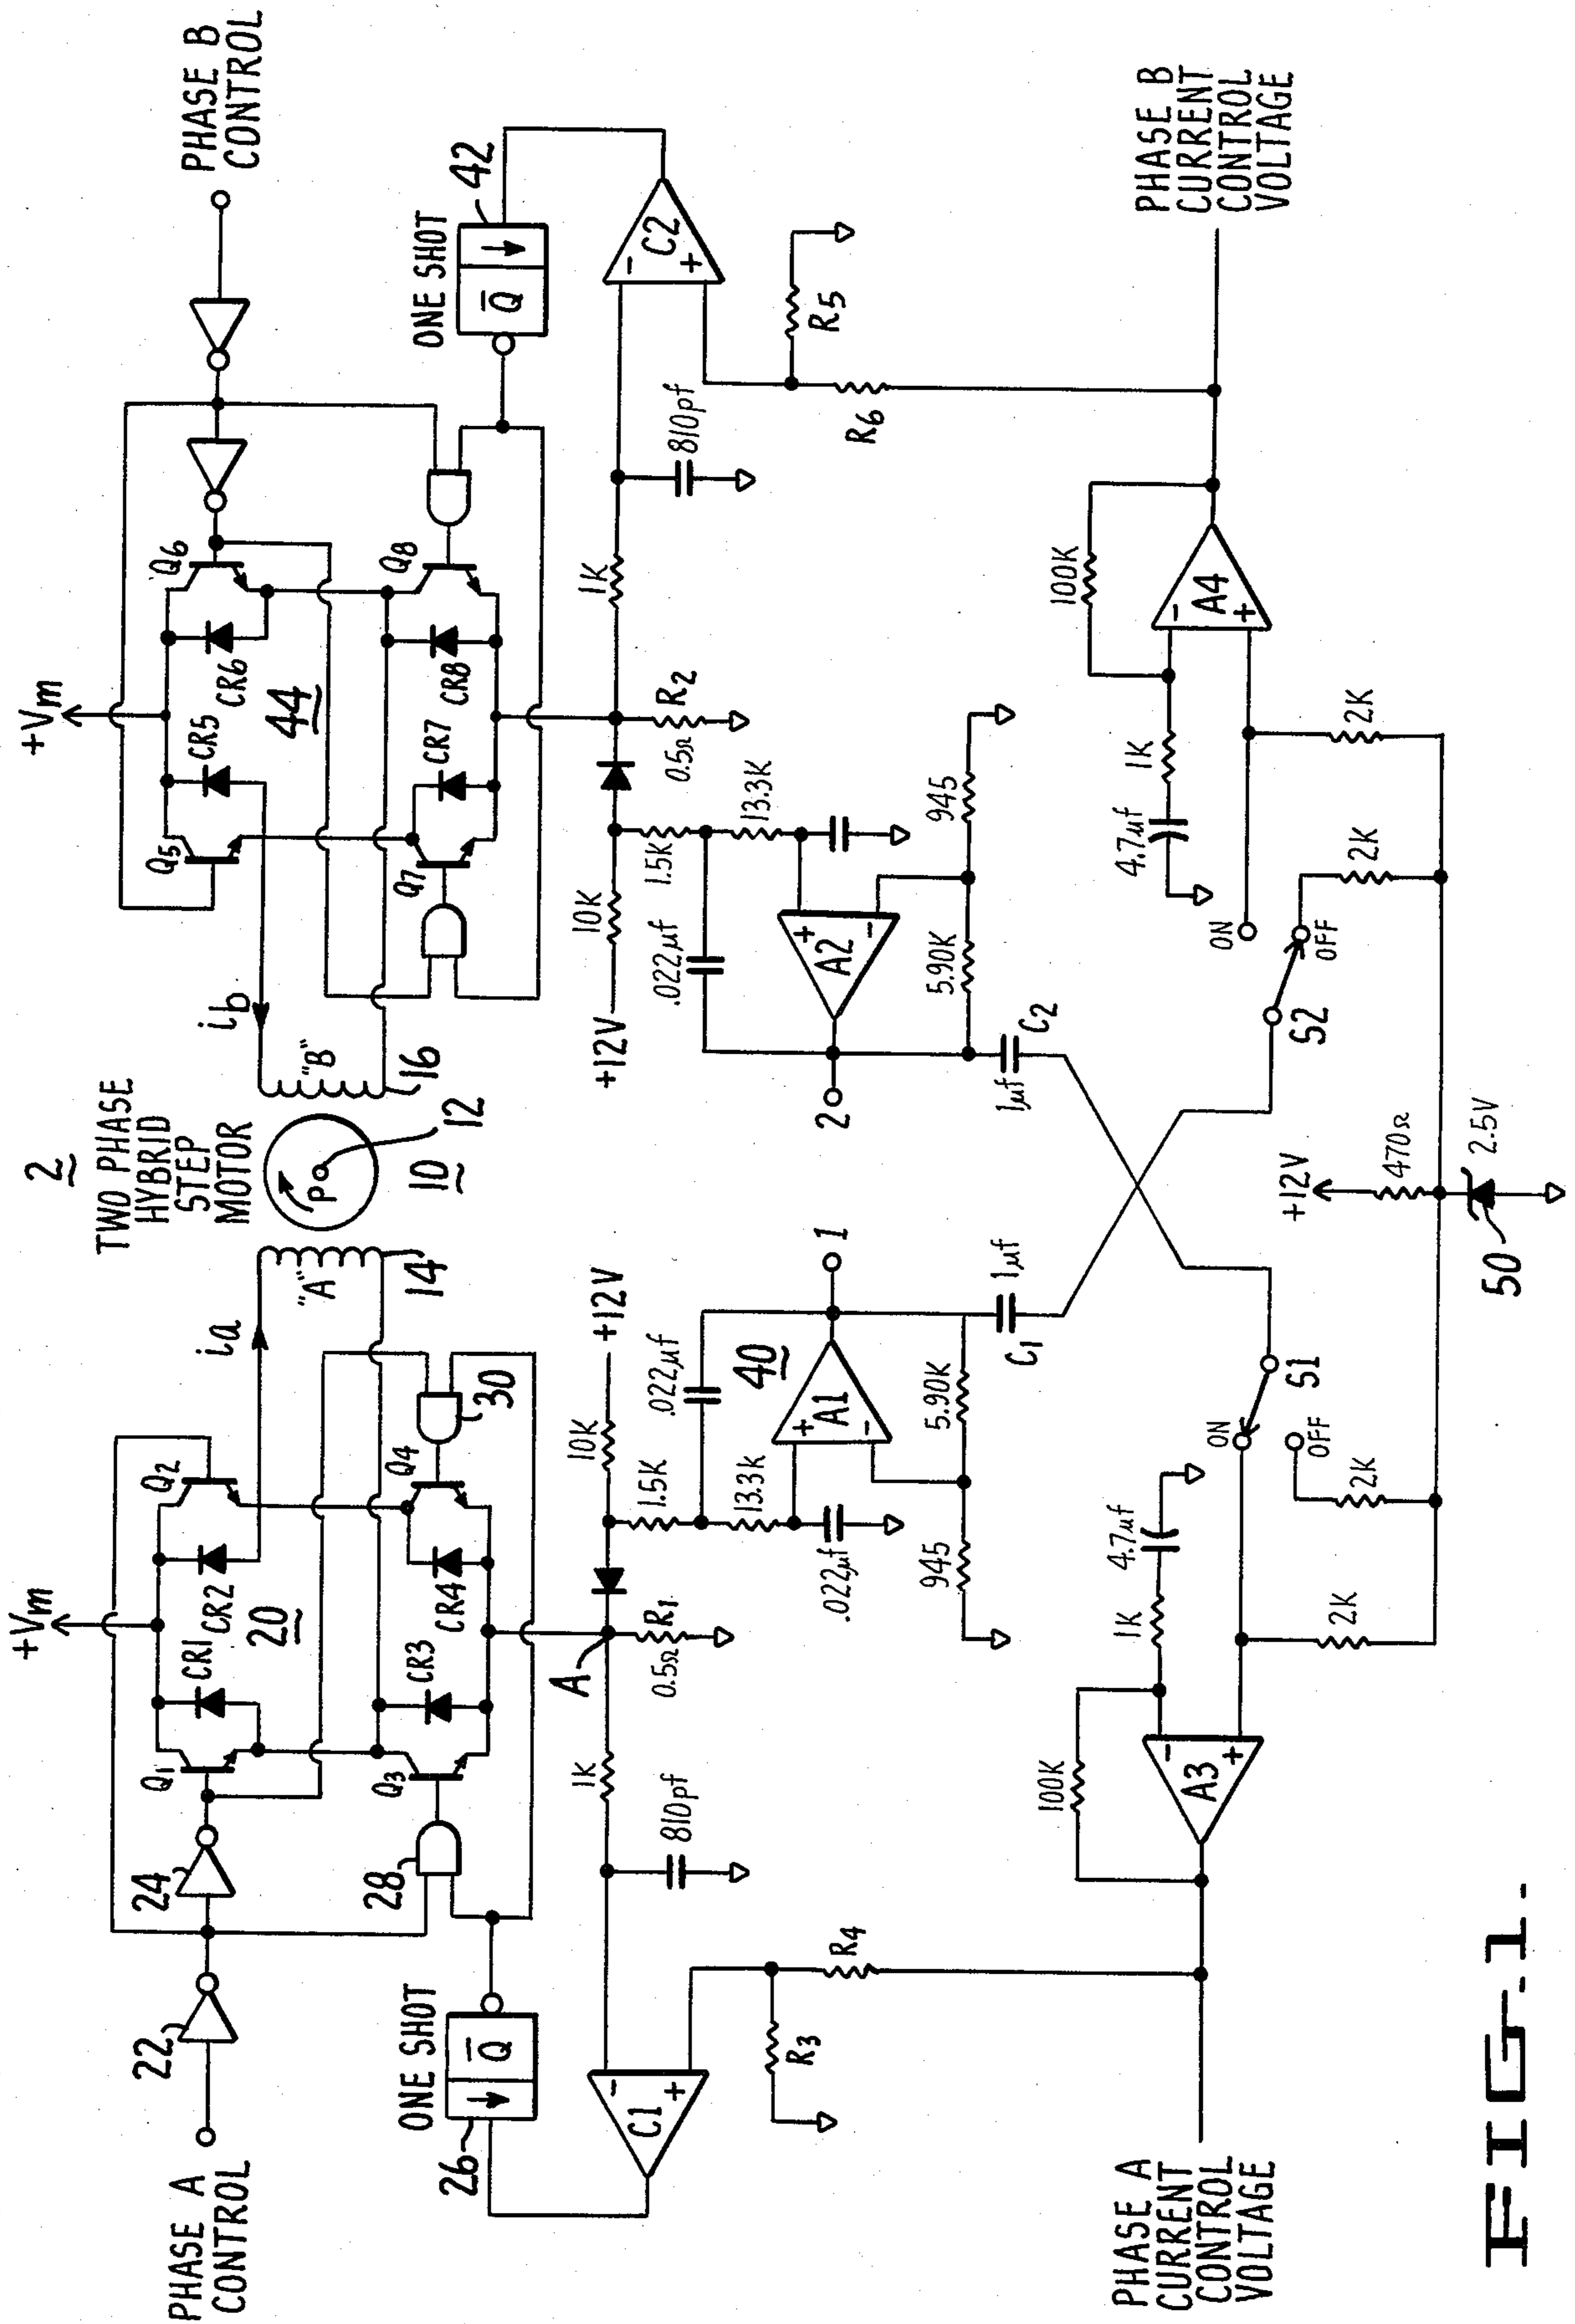 2
TWO PHASE
HYBRID
STEP
MOTOR
+Vm
+Vm
PHASE A
CONTROL
22
24
Q1
CR1
CR2
Q2
20
ia
"A"
14
P
10
12
ib
"B"
16
Q5
CR5
CR6
Q6
44
PHASE B
CONTROL
28
Q3
CR3
CR4
Q4
30
Q7
CR7
CR8
Q8
ONE SHOT
Q̅
26
ONE SHOT
Q̅
42
C1
-
+
1K
810pf
A
R1
0.5Ω
10K
+12V
1.5K
.022µf
13.3K
.022µf
40
A1
+
-
1
945
5.90K
C1
1µf
+12V
10K
1.5K
.022µf
13.3K
A2
+
-
2
5.90K
945
C2
1µf
R2
0.5Ω
1K
810pf
C2
-
+
R3
R4
R5
R6
PHASE A
CURRENT
CONTROL
VOLTAGE
100K
A3
-
+
1K
4.7µf
ON
OFF
S1
2K
2K
+12V
470Ω
50
2.5V
S2
ON
OFF
2K
2K
4.7µf
1K
100K
A4
-
+
PHASE B
CURRENT
CONTROL
VOLTAGE
FIG. 1.